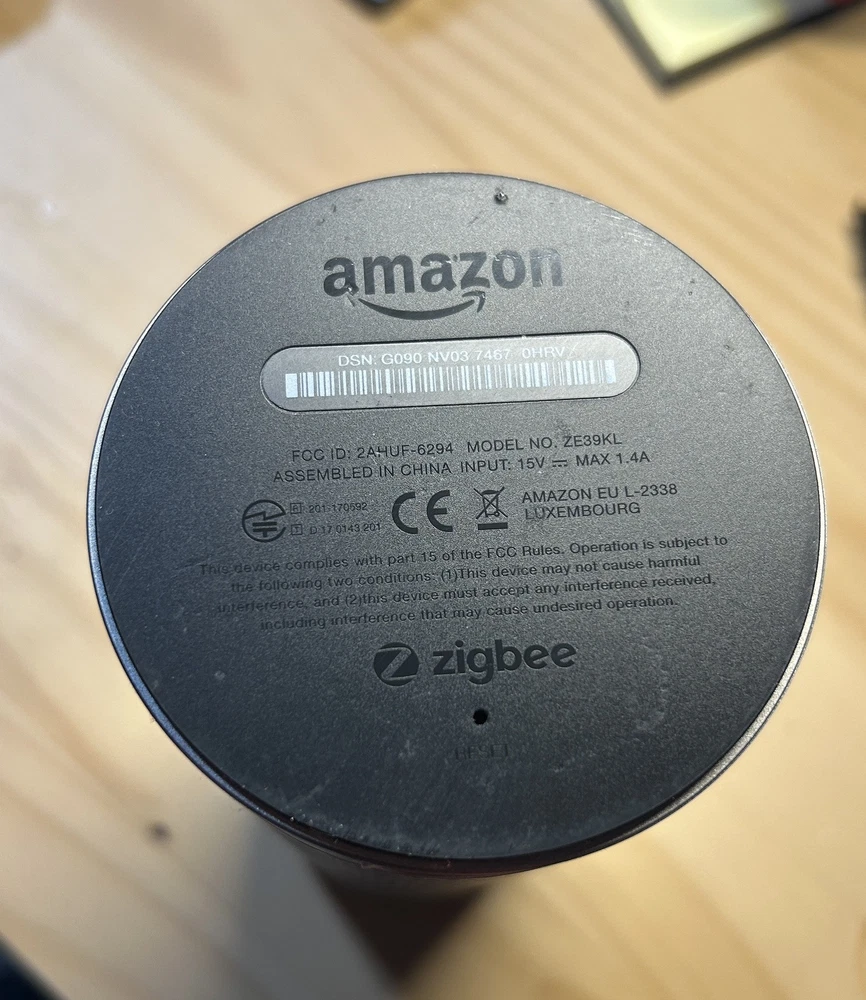 amazon
DSN: G090 NV03 7467 0HRV
FCC ID: 2AHUF-6294 MODEL NO. ZE39KL
ASSEMBLED IN CHINA INPUT: 15V ⎓ MAX 1.4A
R 201-170592
T D 17 0143 201
CE
AMAZON EU L-2338
LUXEMBOURG
This device complies with part 15 of the FCC Rules. Operation is subject to
the following two conditions: (1)This device may not cause harmful
interference, and (2)this device must accept any interference received,
including interference that may cause undesired operation.
Z zigbee
RESET